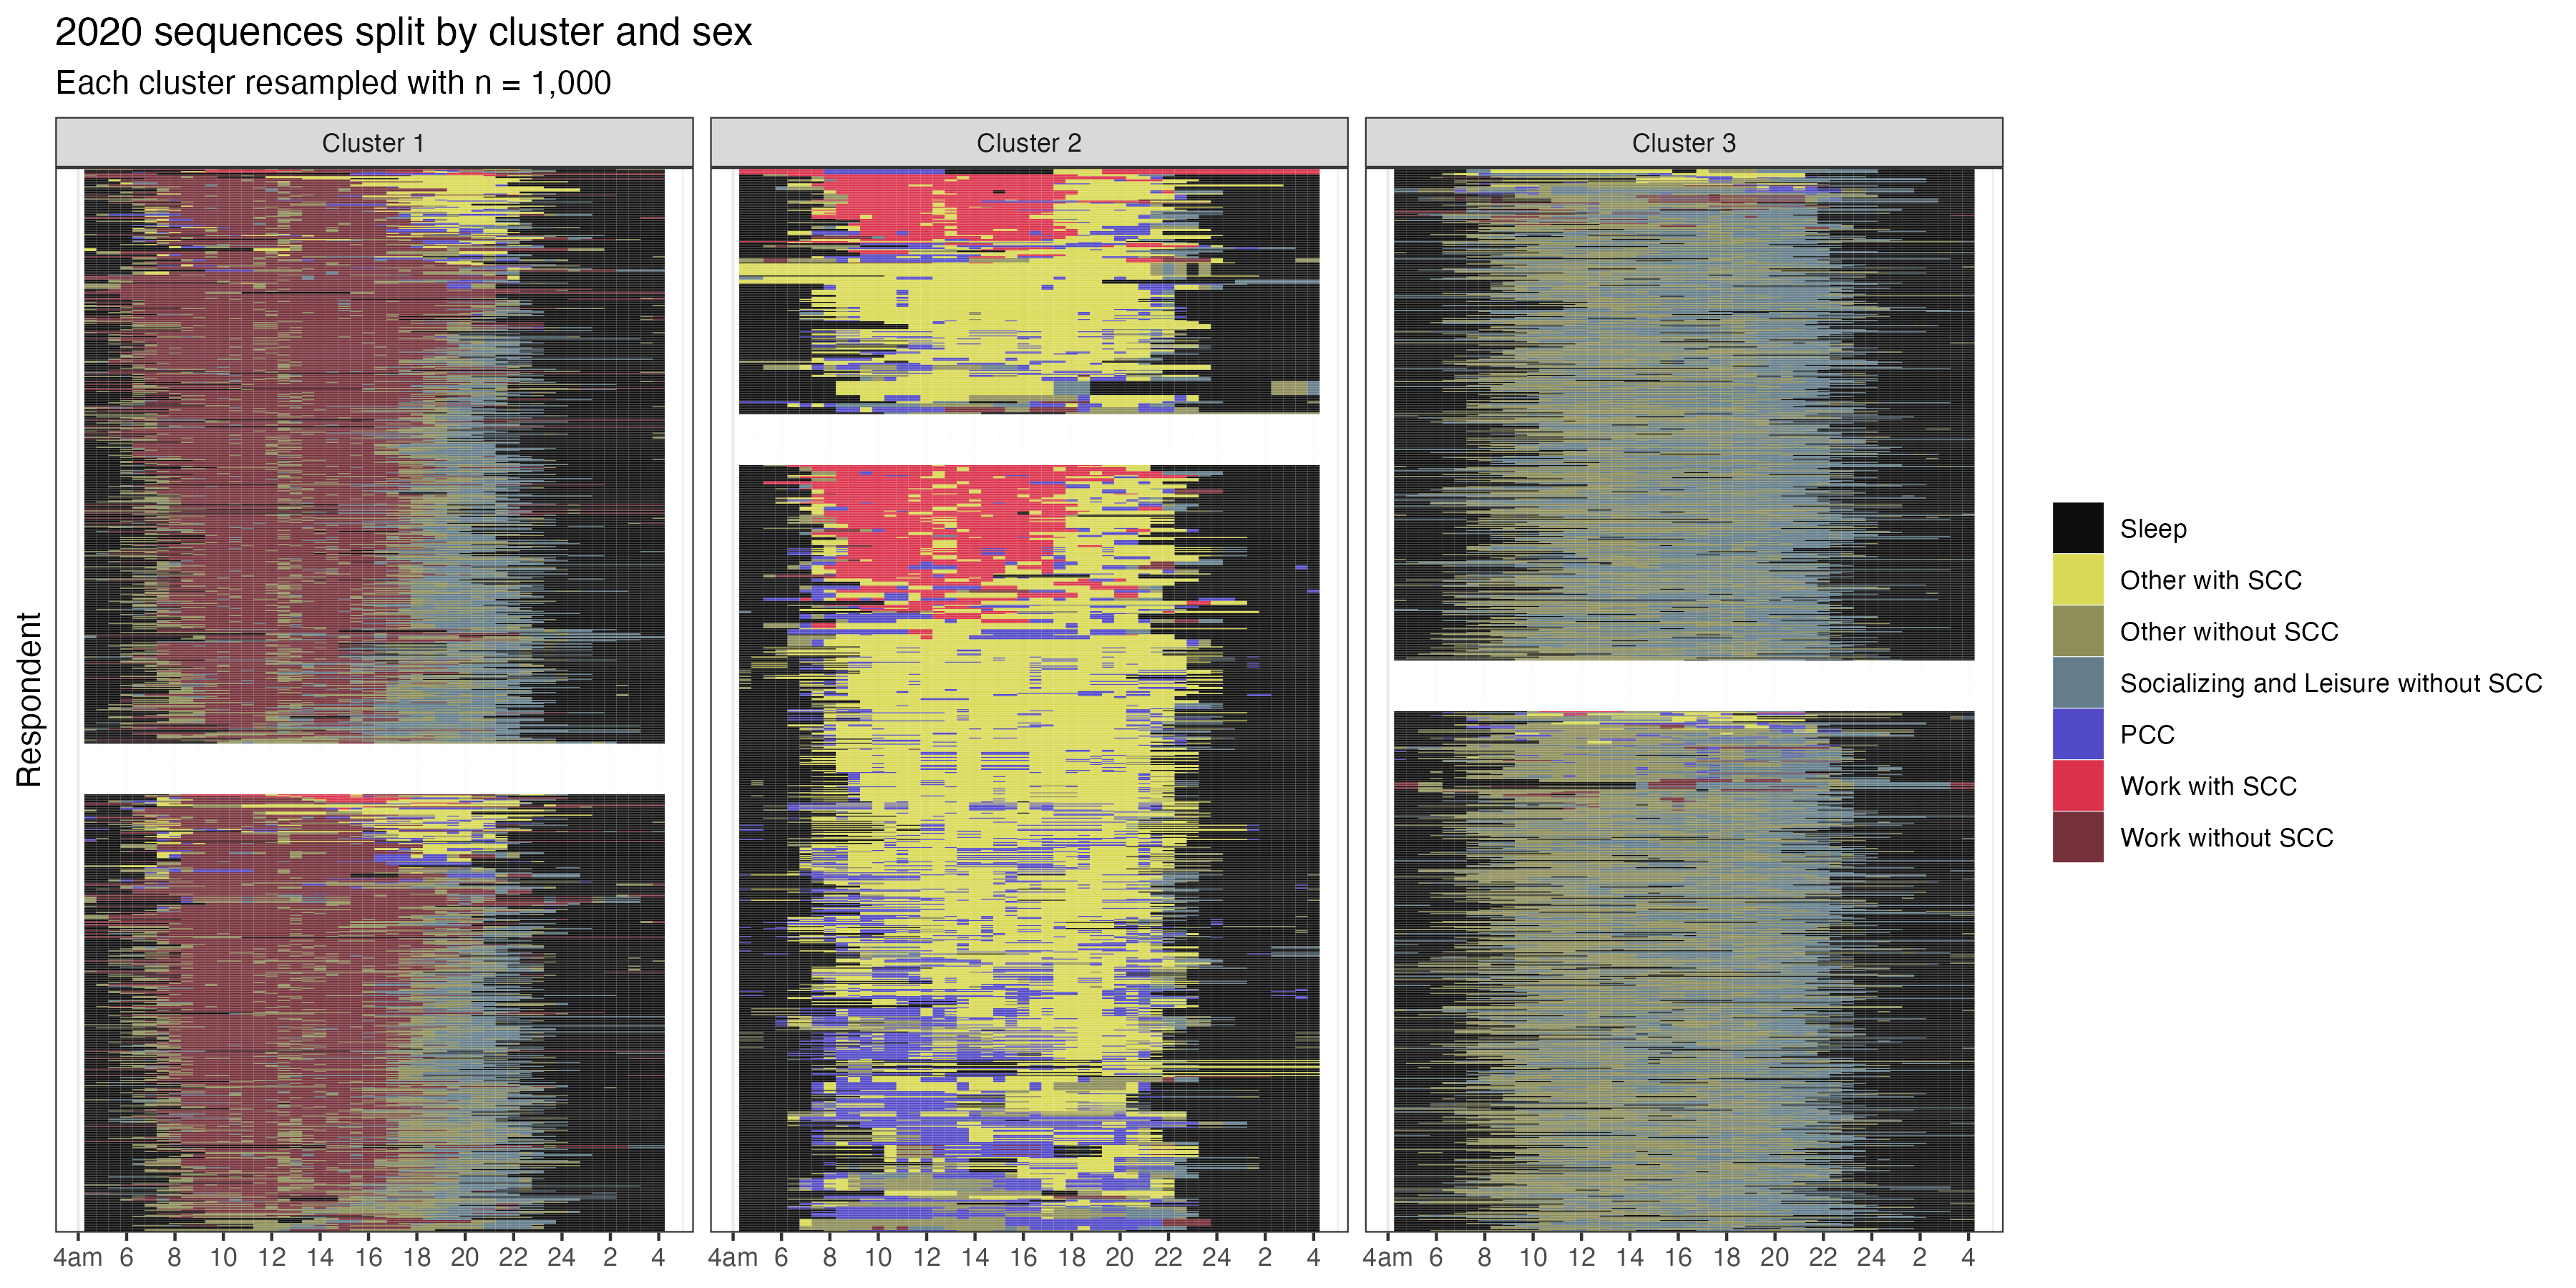 2020 sequences split by cluster and sex
Each cluster resampled with n = 1,000
Cluster 1
Cluster 2
Cluster 3
Respondent
Sleep
Other with SCC
Other without SCC
Socializing and Leisure without SCC
PCC
Work with SCC
Work without SCC
4am 6 8 10 12 14 16 18 20 22 24 2 4
4am 6 8 10 12 14 16 18 20 22 24 2 4
4am 6 8 10 12 14 16 18 20 22 24 2 4